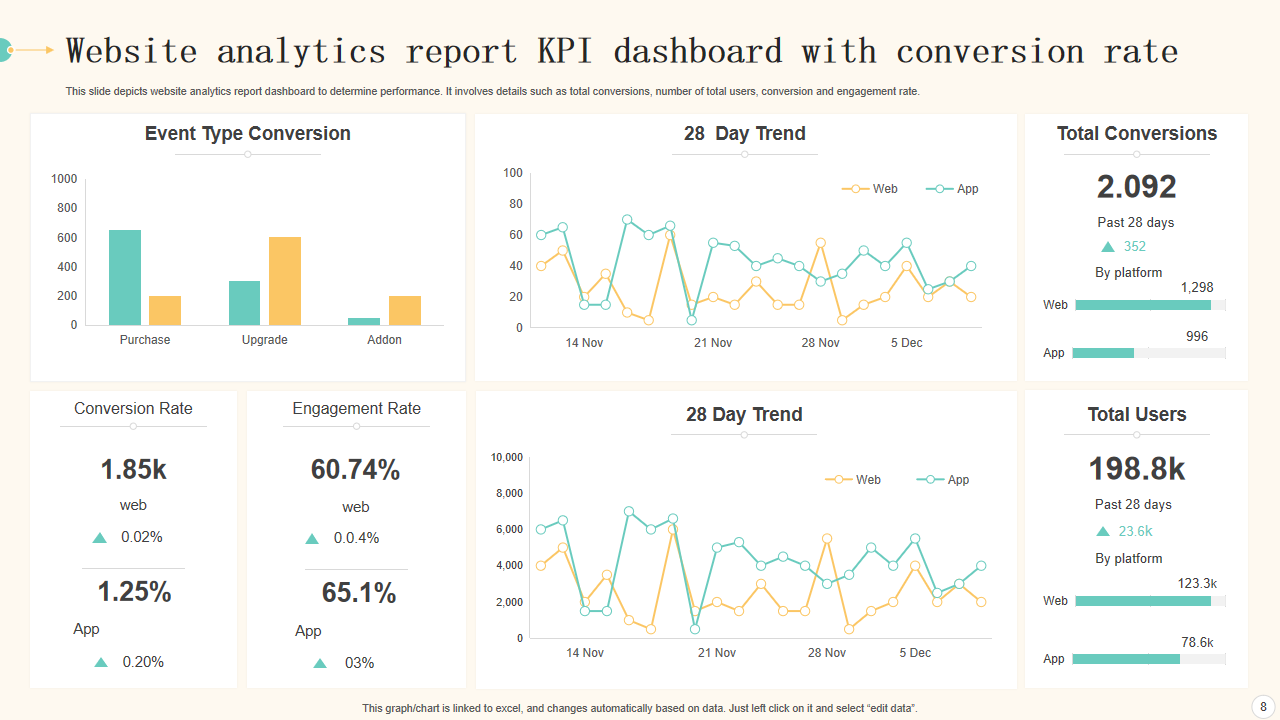 Website analytics report KPI dashboard with conversion rate
This slide depicts website analytics report dashboard to determine performance. It involves details such as total conversions, number of total users, conversion and engagement rate.
Event Type Conversion
1000
800
600
400
200
0
Purchase Upgrade Addon
28 Day Trend
Web App
100
80
60
40
20
0
14 Nov 21 Nov 28 Nov 5 Dec
Total Conversions
2.092
Past 28 days
352
By platform
1,298
Web
996
App
Conversion Rate
1.85k
web
0.02%
1.25%
App
0.20%
Engagement Rate
60.74%
web
0.0.4%
65.1%
App
03%
28 Day Trend
Web App
10,000
8,000
6,000
4,000
2,000
0
14 Nov 21 Nov 28 Nov 5 Dec
Total Users
198.8k
Past 28 days
23.6k
By platform
123.3k
Web
78.6k
App
This graph/chart is linked to excel, and changes automatically based on data. Just left click on it and select “edit data”.
8